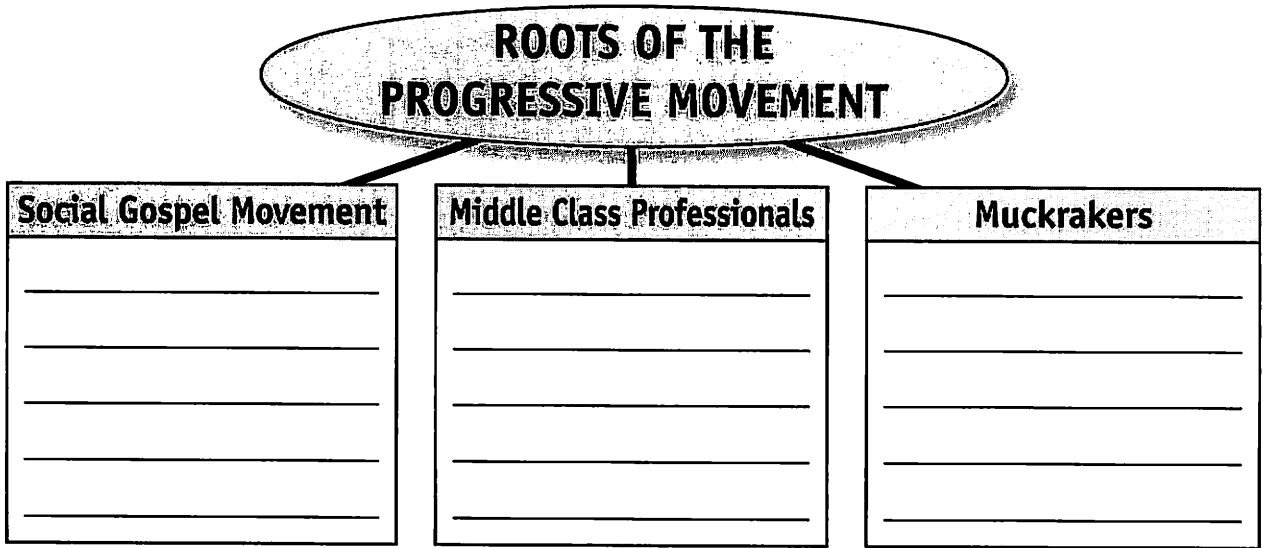 ROOTS OF THE
PROGRESSIVE MOVEMENT
Social Gospel Movement
Middle Class Professionals
Muckrakers